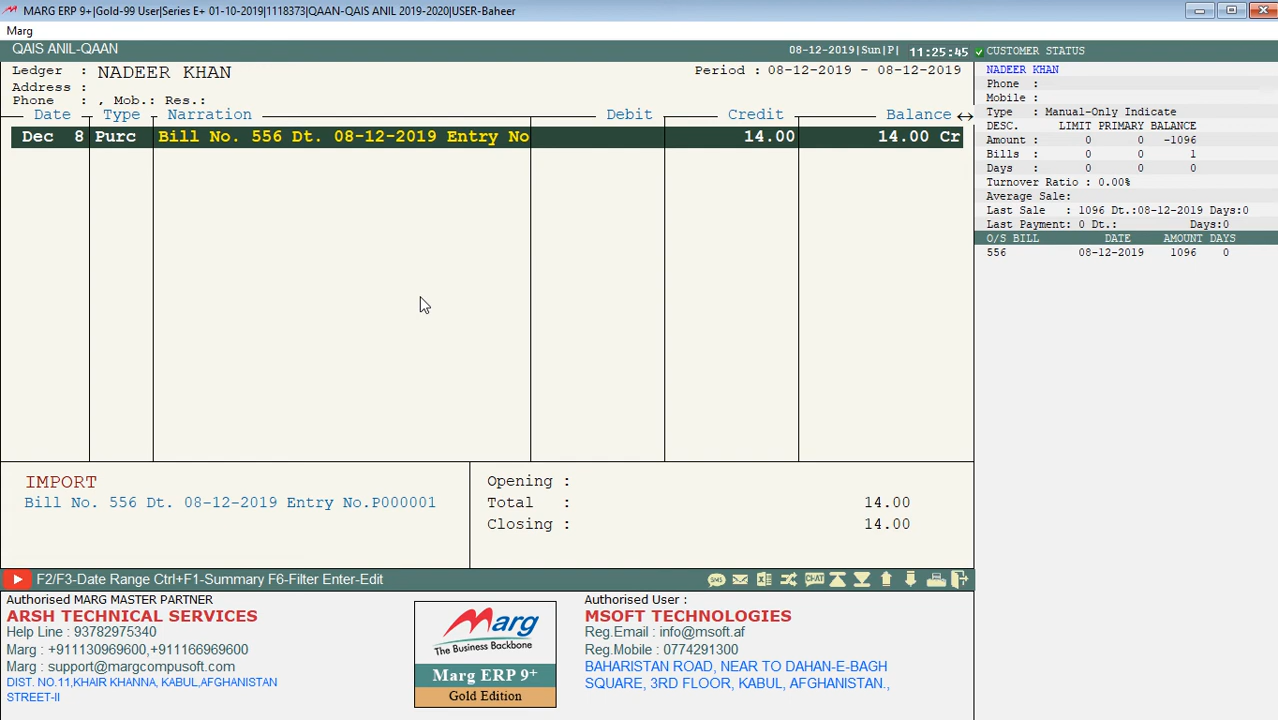 MARG ERP 9+|Gold-99 User|Series E+ 01-10-2019|1118373|QAAN-QAIS ANIL 2019-2020|USER-Baheer
Marg
QAIS ANIL-QAAN 08-12-2019|Sun|P| 11:25:45 CUSTOMER STATUS
Ledger : NADEER KHAN Period : 08-12-2019 - 08-12-2019
Address :
Phone : , Mob.: Res.:
Date Type Narration Debit Credit Balance
Dec 8 Purc Bill No. 556 Dt. 08-12-2019 Entry No 14.00 14.00 Cr
NADEER KHAN
Phone :
Mobile :
Type : Manual-Only Indicate
DESC. LIMIT PRIMARY BALANCE
Amount : 0 0 -1096
Bills : 0 0 1
Days : 0 0 0
Turnover Ratio : 0.00%
Average Sale:
Last Sale : 1096 Dt.:08-12-2019 Days:0
Last Payment: 0 Dt.: Days:0
O/S BILL DATE AMOUNT DAYS
556 08-12-2019 1096 0
IMPORT
Bill No. 556 Dt. 08-12-2019 Entry No.P000001
Opening :
Total : 14.00
Closing : 14.00
F2/F3-Date Range Ctrl+F1-Summary F6-Filter Enter-Edit
SMS CHAT
Authorised MARG MASTER PARTNER
ARSH TECHNICAL SERVICES
Help Line : 93782975340
Marg : +911130969600,+911166969600
Marg : support@margcompusoft.com
DIST. NO.11,KHAIR KHANNA, KABUL,AFGHANISTAN
STREET-II
Marg
The Business Backbone
Marg ERP 9+
Gold Edition
Authorised User :
MSOFT TECHNOLOGIES
Reg.Email : info@msoft.af
Reg.Mobile : 0774291300
BAHARISTAN ROAD, NEAR TO DAHAN-E-BAGH
SQUARE, 3RD FLOOR, KABUL, AFGHANISTAN.,